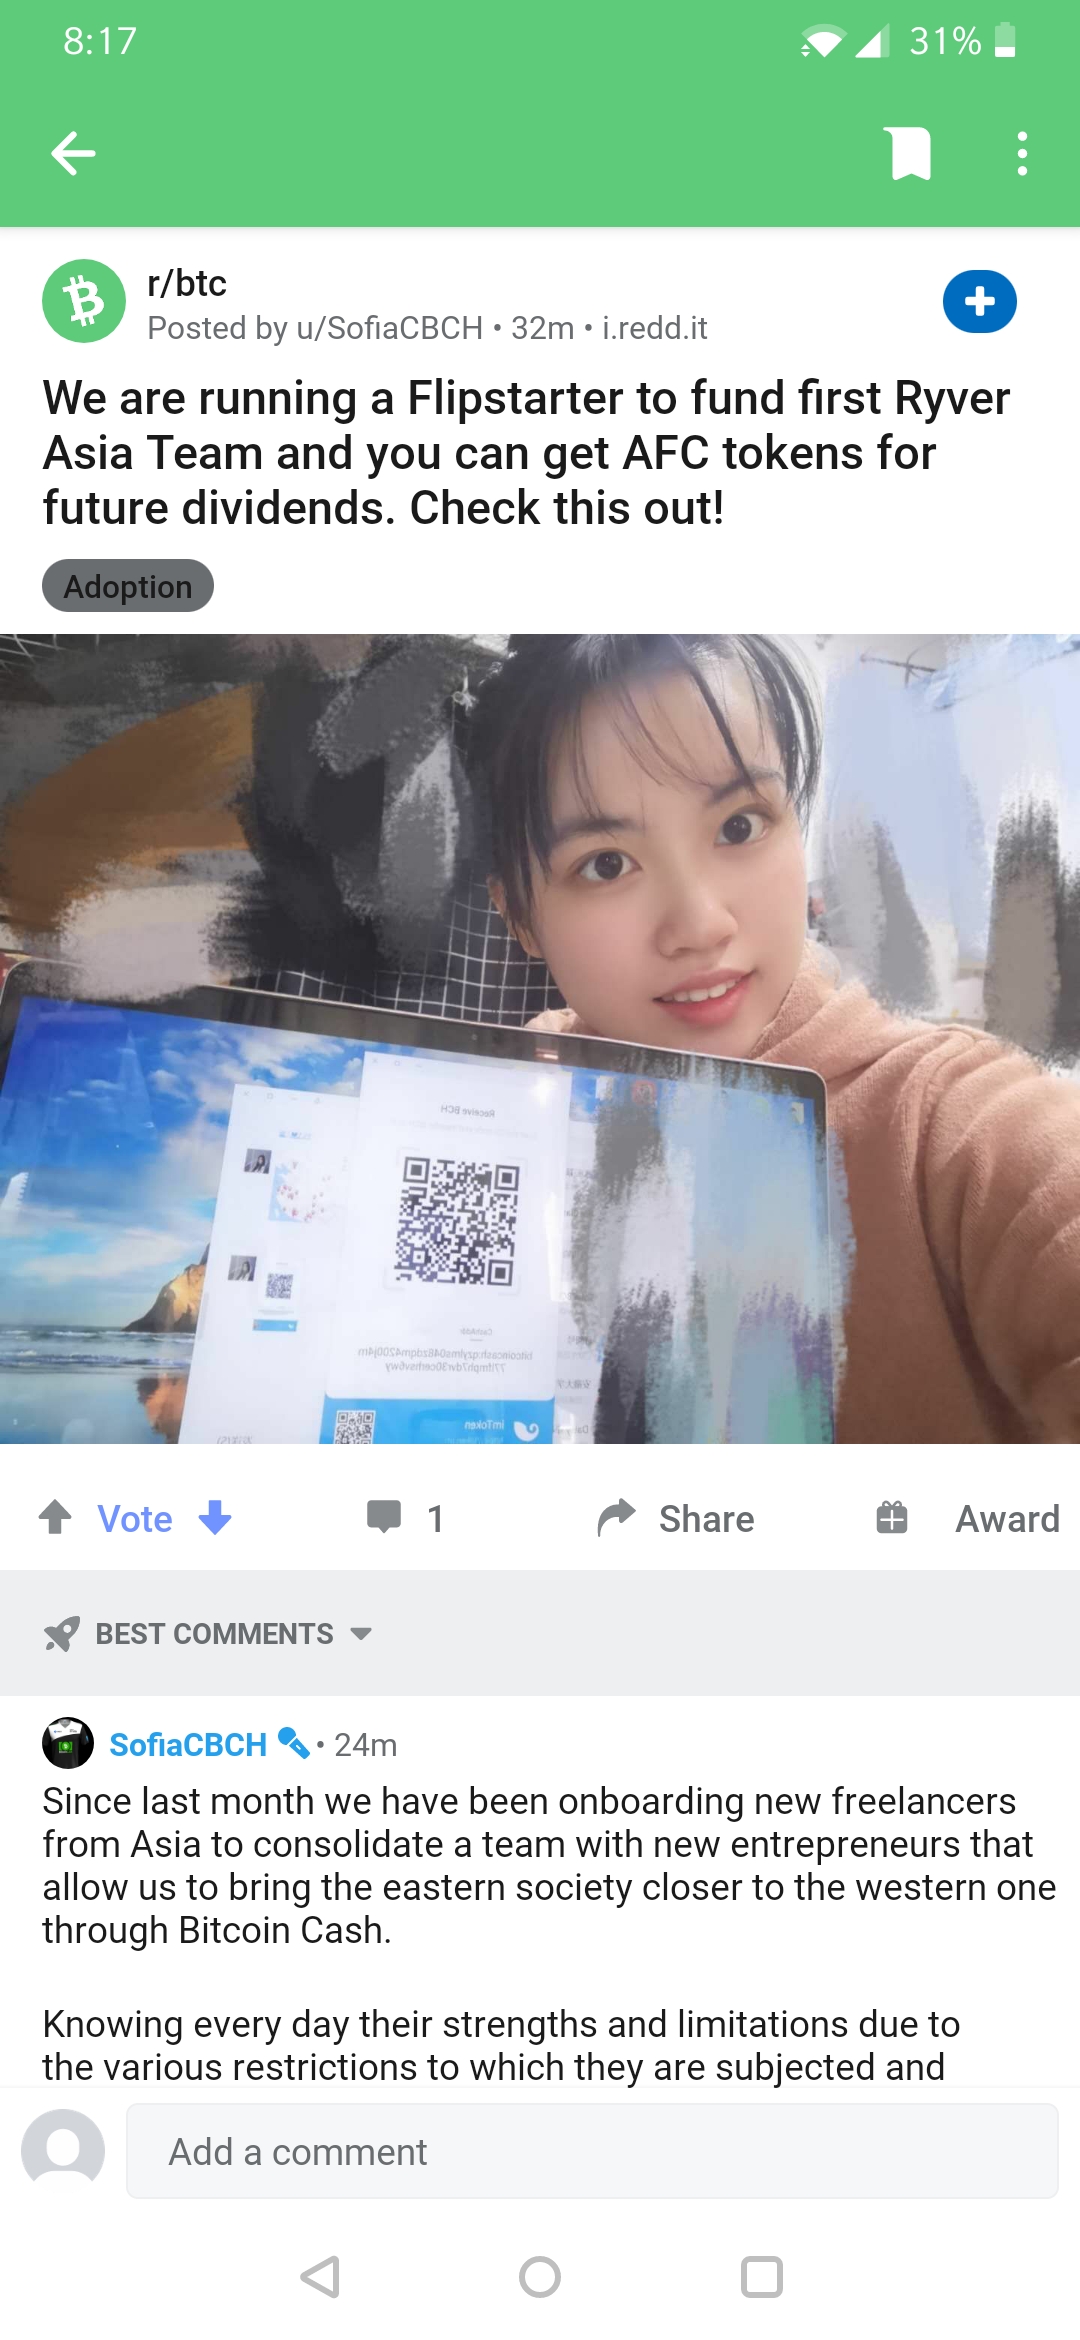 8:17
31%
r/btc
Posted by u/SofiaCBCH • 32m • i.redd.it
We are running a Flipstarter to fund first Ryver
Asia Team and you can get AFC tokens for
future dividends. Check this out!
Adoption
Receive BCH
CashAddr
imToken
Vote
1
Share
Award
BEST COMMENTS
SofiaCBCH • 24m
Since last month we have been onboarding new freelancers
from Asia to consolidate a team with new entrepreneurs that
allow us to bring the eastern society closer to the western one
through Bitcoin Cash.
Knowing every day their strengths and limitations due to
the various restrictions to which they are subjected and
Add a comment